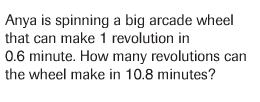 Anya is spinning a big arcade wheel
that can make 1 revolution in
0.6 minute. How many revolutions can
the wheel make in 10.8 minutes?